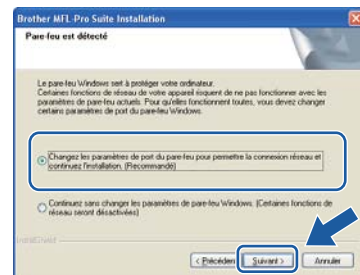 Brother MFL-Pro Suite Installation
Pare-feu est détecté
Le pare-feu Windows sert à protéger votre ordinateur.
Certaines fonctions de réseau de votre appareil risquent de ne pas fonctionner avec les
paramètres de pare-feu actuels. Pour qu'elles fonctionnent toutes, vous devez changer
certains paramètres de port du pare-feu Windows.
Changez les paramètres de port du pare-feu pour permettre la connexion réseau et
continuez l'installation. (Recommandé)
Continuez sans changer les paramètres de pare-feu Windows. (Certaines fonctions de
réseau seront désactivées)
InstallShield
< Précéden
Suivant >
Annuler